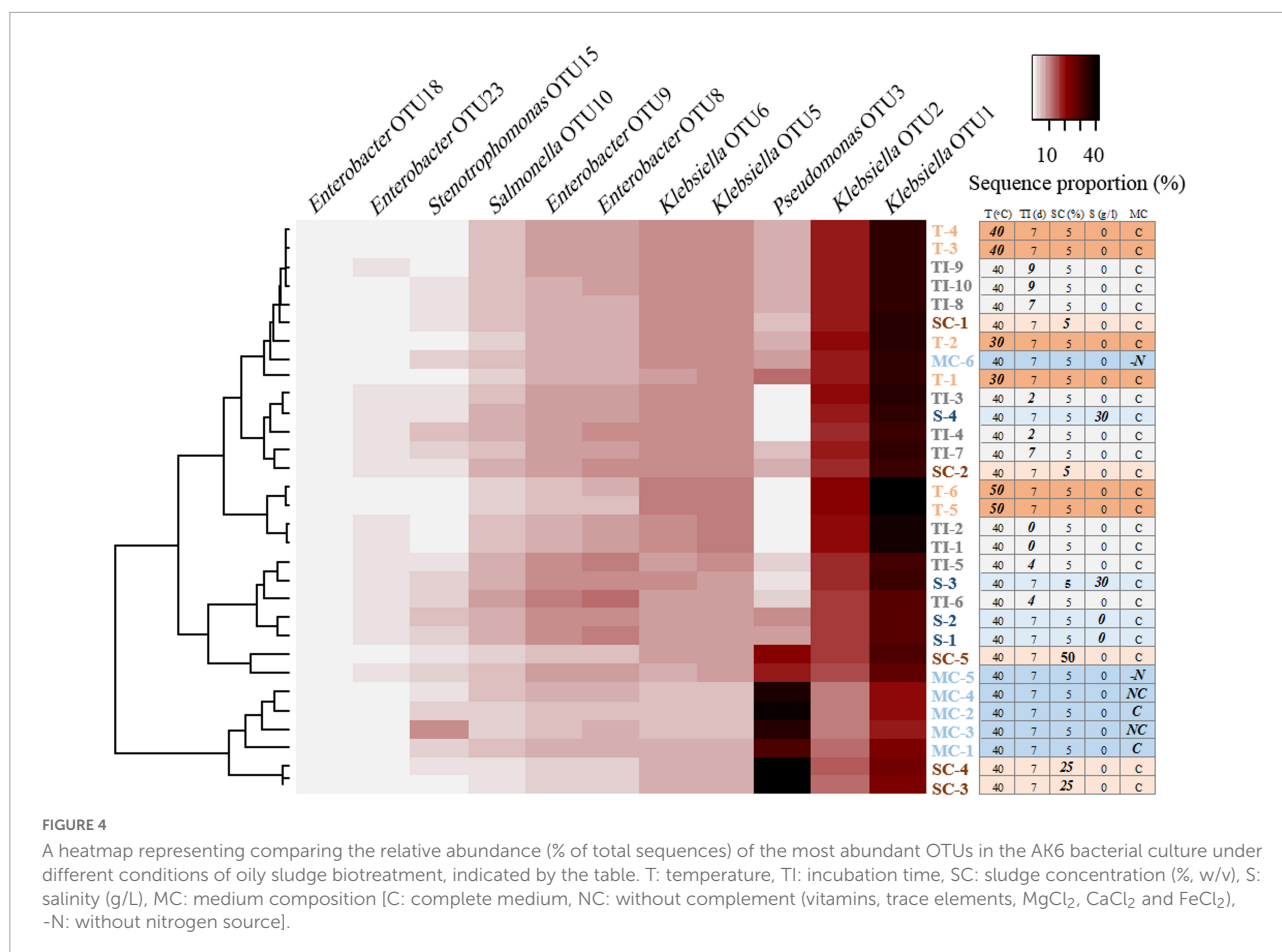 Enterobacter OTU18
Enterobacter OTU23
Stenotrophomonas OTU15
Salmonella OTU10
Enterobacter OTU9
Enterobacter OTU8
Klebsiella OTU6
Klebsiella OTU5
Pseudomonas OTU3
Klebsiella OTU2
Klebsiella OTU1
10 40
Sequence proportion (%)
T (°C) TI (d) SC (%) S (g/l) MC
T-4 40 7 5 0 C
T-3 40 7 5 0 C
TI-9 40 9 5 0 C
TI-10 40 9 5 0 C
TI-8 40 7 5 0 C
SC-1 40 7 5 0 C
T-2 30 7 5 0 C
MC-6 40 7 5 0 -N
T-1 30 7 5 0 C
TI-3 40 2 5 0 C
S-4 40 7 5 30 C
TI-4 40 2 5 0 C
TI-7 40 7 5 0 C
SC-2 40 7 5 0 C
T-6 50 7 5 0 C
T-5 50 7 5 0 C
TI-2 40 0 5 0 C
TI-1 40 0 5 0 C
TI-5 40 4 5 0 C
S-3 40 7 5 30 C
TI-6 40 4 5 0 C
S-2 40 7 5 0 C
S-1 40 7 5 0 C
SC-5 40 7 50 0 C
MC-5 40 7 5 0 -N
MC-4 40 7 5 0 NC
MC-2 40 7 5 0 C
MC-3 40 7 5 0 NC
MC-1 40 7 5 0 C
SC-4 40 7 25 0 C
SC-3 40 7 25 0 C
FIGURE 4
A heatmap representing comparing the relative abundance (% of total sequences) of the most abundant OTUs in the AK6 bacterial culture under
different conditions of oily sludge biotreatment, indicated by the table. T: temperature, TI: incubation time, SC: sludge concentration (%, w/v), S:
salinity (g/L), MC: medium composition [C: complete medium, NC: without complement (vitamins, trace elements, MgCl₂, CaCl₂ and FeCl₂),
-N: without nitrogen source].